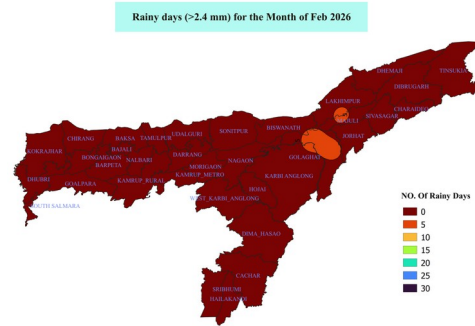 Rainy days (>2.4 mm) for the Month of Feb 2026
DHEMAJI
TINSUKIA
DIBRUGARH
LAKHIMPUR
CHARAIDEO
SIVASAGAR
JORHAT
UDALGURI
SONITPUR
BISWANATH
CHIRANG
BAKSA
TAMULPUR
KOKRAJHAR
BAJALI
BONGAIGAON
NALBARI
DARRANG
BARPETA
MORIGAON
NAGAON
GOLAGHAT
DHUBRI
GOALPARA
KAMRUP_RURAL
KAMRUP_METRO
KARBI ANGLONG
HOJAI
WEST_KARBI_ANGLONG
SOUTH SALMARA
DIMA_HASAO
CACHAR
SRIBHUMI
HAILAKANDI
NO. Of Rainy Days
0
5
10
15
20
25
30